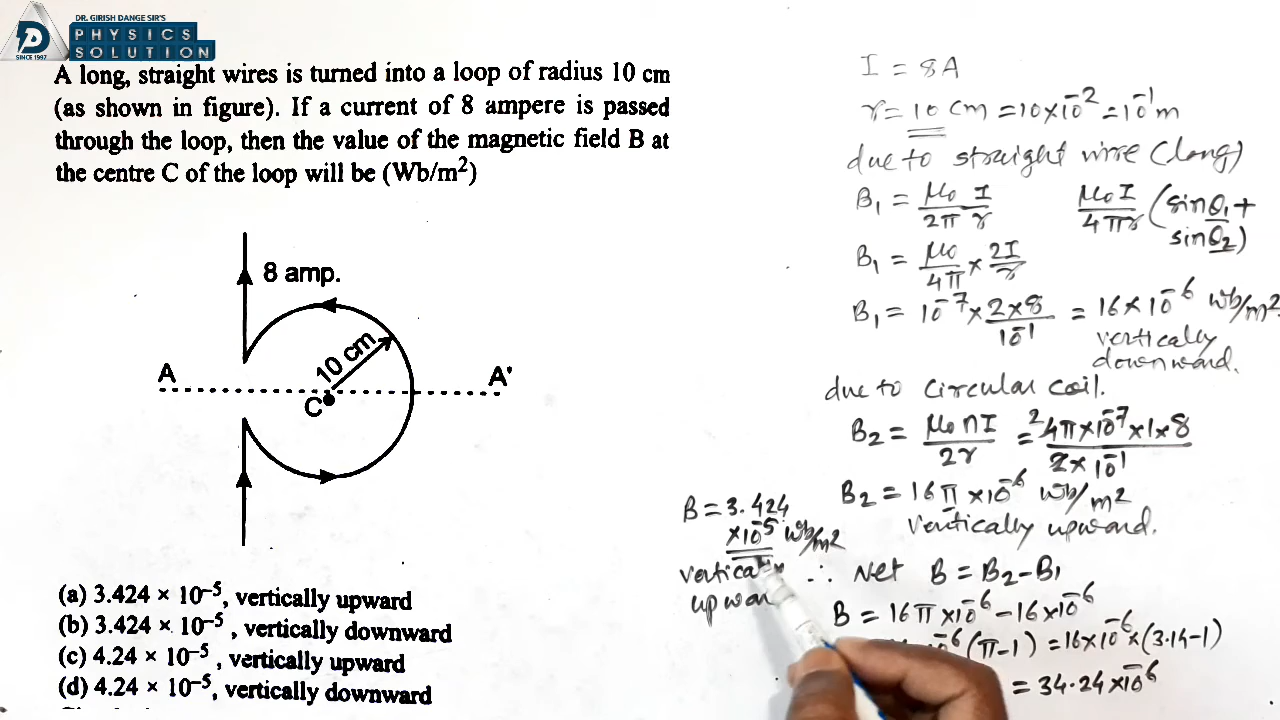 DR. GIRISH DANGE SIR'S
PHYSICS
SOLUTION
SINCE 1997
A long, straight wires is turned into a loop of radius 10 cm
(as shown in figure). If a current of 8 ampere is passed
through the loop, then the value of the magnetic field B at
the centre C of the loop will be (Wb/m²)
8 amp.
10 cm
A
A'
C
(a) 3.424 × 10⁻⁵, vertically upward
(b) 3.424 × 10⁻⁵ , vertically downward
(c) 4.24 × 10⁻⁵ , vertically upward
(d) 4.24 × 10⁻⁵, vertically downward
I = 8A
r = 10 cm = 10×10⁻² = 10⁻¹m
due to straight wire (long)
B₁ = μ₀/2π I/r
μ₀I/4πr (sinθ₁ + sinθ₂)
B₁ = μ₀/4π × 2I/r
B₁ = 10⁻⁷ × 2×8/10⁻¹ = 16×10⁻⁶ wb/m²
vertically
downward.
due to circular coil.
B₂ = μ₀nI/2r = ²4π×10⁻⁷×1×8/2×10⁻¹
B₂ = 16π×10⁻⁶ wb/m²
vertically upward.
∴ Net B = B₂-B₁
B = 16π×10⁻⁶ - 16×10⁻⁶
(π-1) = 16×10⁻⁶×(3.14-1)
= 34.24×10⁻⁶
B = 3.424
×10⁻⁵ wb/m²